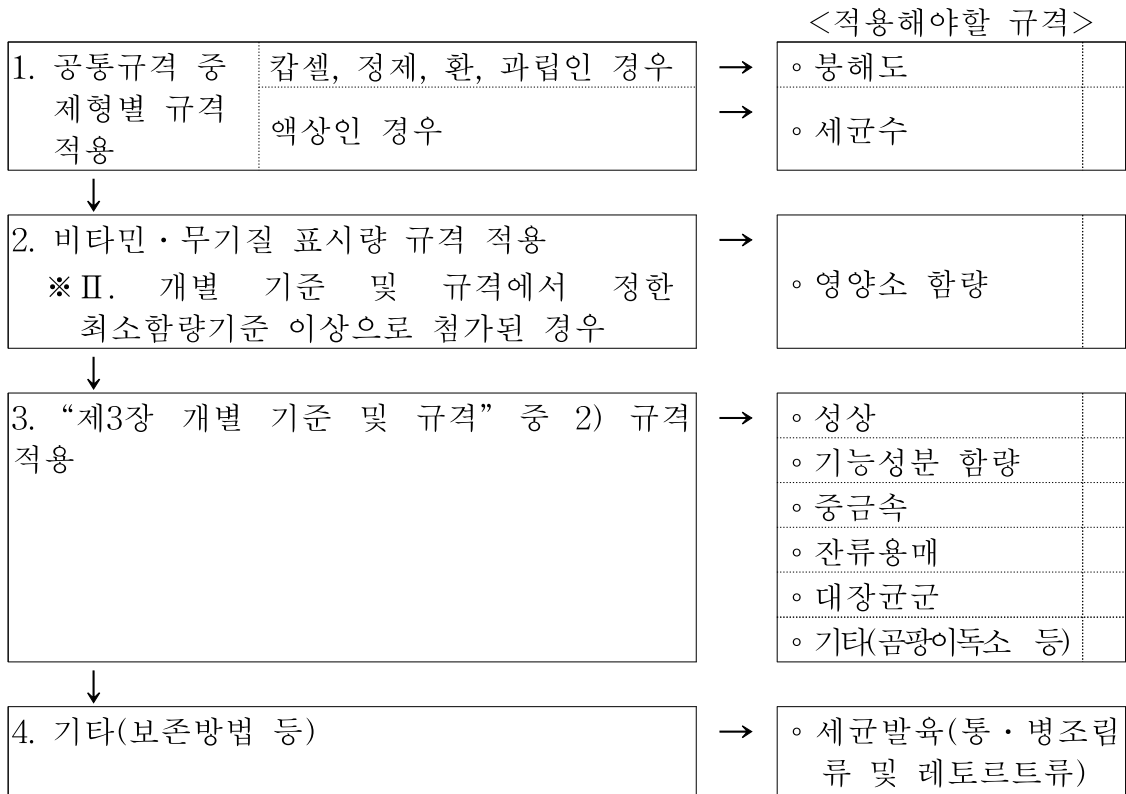 <적용해야할 규격>
1. 공통규격 중
제형별 규격
적용
캅셀, 정제, 환, 과립인 경우
→
◦ 붕해도
액상인 경우
→
◦ 세균수
↓
2. 비타민・무기질 표시량 규격 적용
※Ⅱ. 개별 기준 및 규격에서 정한
최소함량기준 이상으로 첨가된 경우
→
◦ 영양소 함량
↓
3. “제3장 개별 기준 및 규격” 중 2) 규격
적용
→
◦ 성상
◦ 기능성분 함량
◦ 중금속
◦ 잔류용매
◦ 대장균군
◦ 기타(곰팡이독소 등)
↓
4. 기타(보존방법 등)
→
◦ 세균발육(통・병조림
류 및 레토르트류)